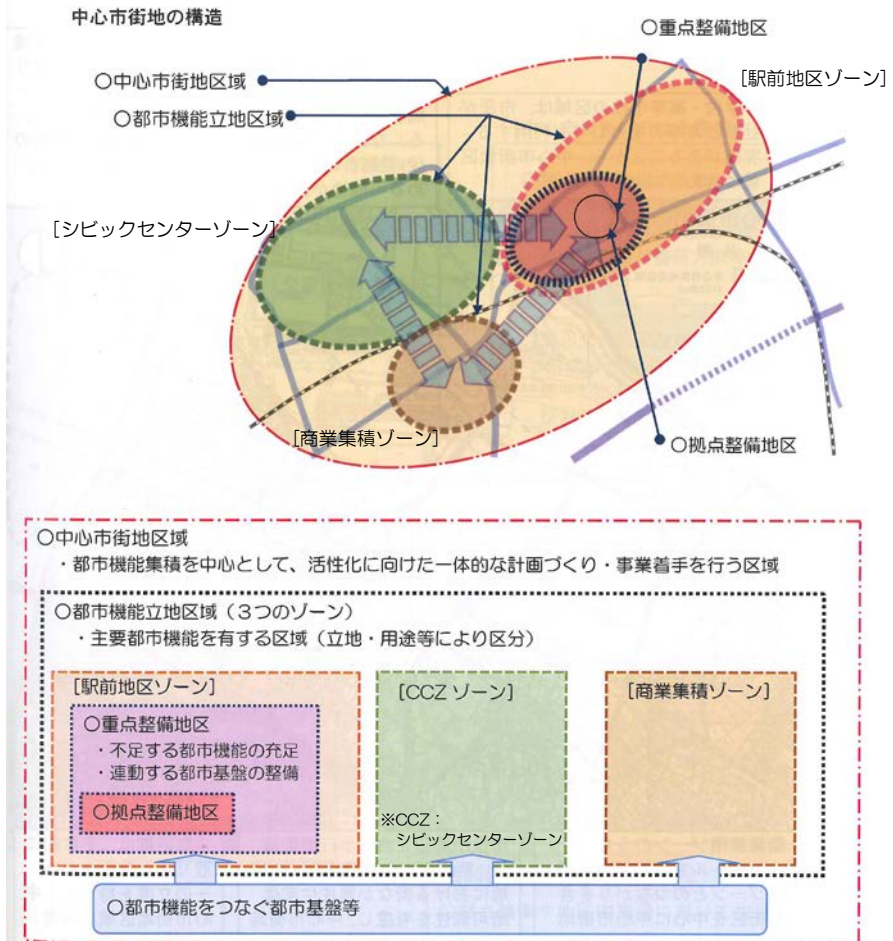 中心市街地の構造
○重点整備地区
[駅前地区ゾーン]
○中心市街地区域
○都市機能立地区域
[シビックセンターゾーン]
[商業集積ゾーン]
○拠点整備地区
○中心市街地区域
・都市機能集積を中心として、活性化に向けた一体的な計画づくり・事業着手を行う区域
○都市機能立地区域（３つのゾーン）
・主要都市機能を有する区域（立地・用途等により区分）
[駅前地区ゾーン]
[CCZ ゾーン]
[商業集積ゾーン]
○重点整備地区
・不足する都市機能の充足
・連動する都市基盤の整備
○拠点整備地区
※CCZ：
シビックセンターゾーン
○都市機能をつなぐ都市基盤等